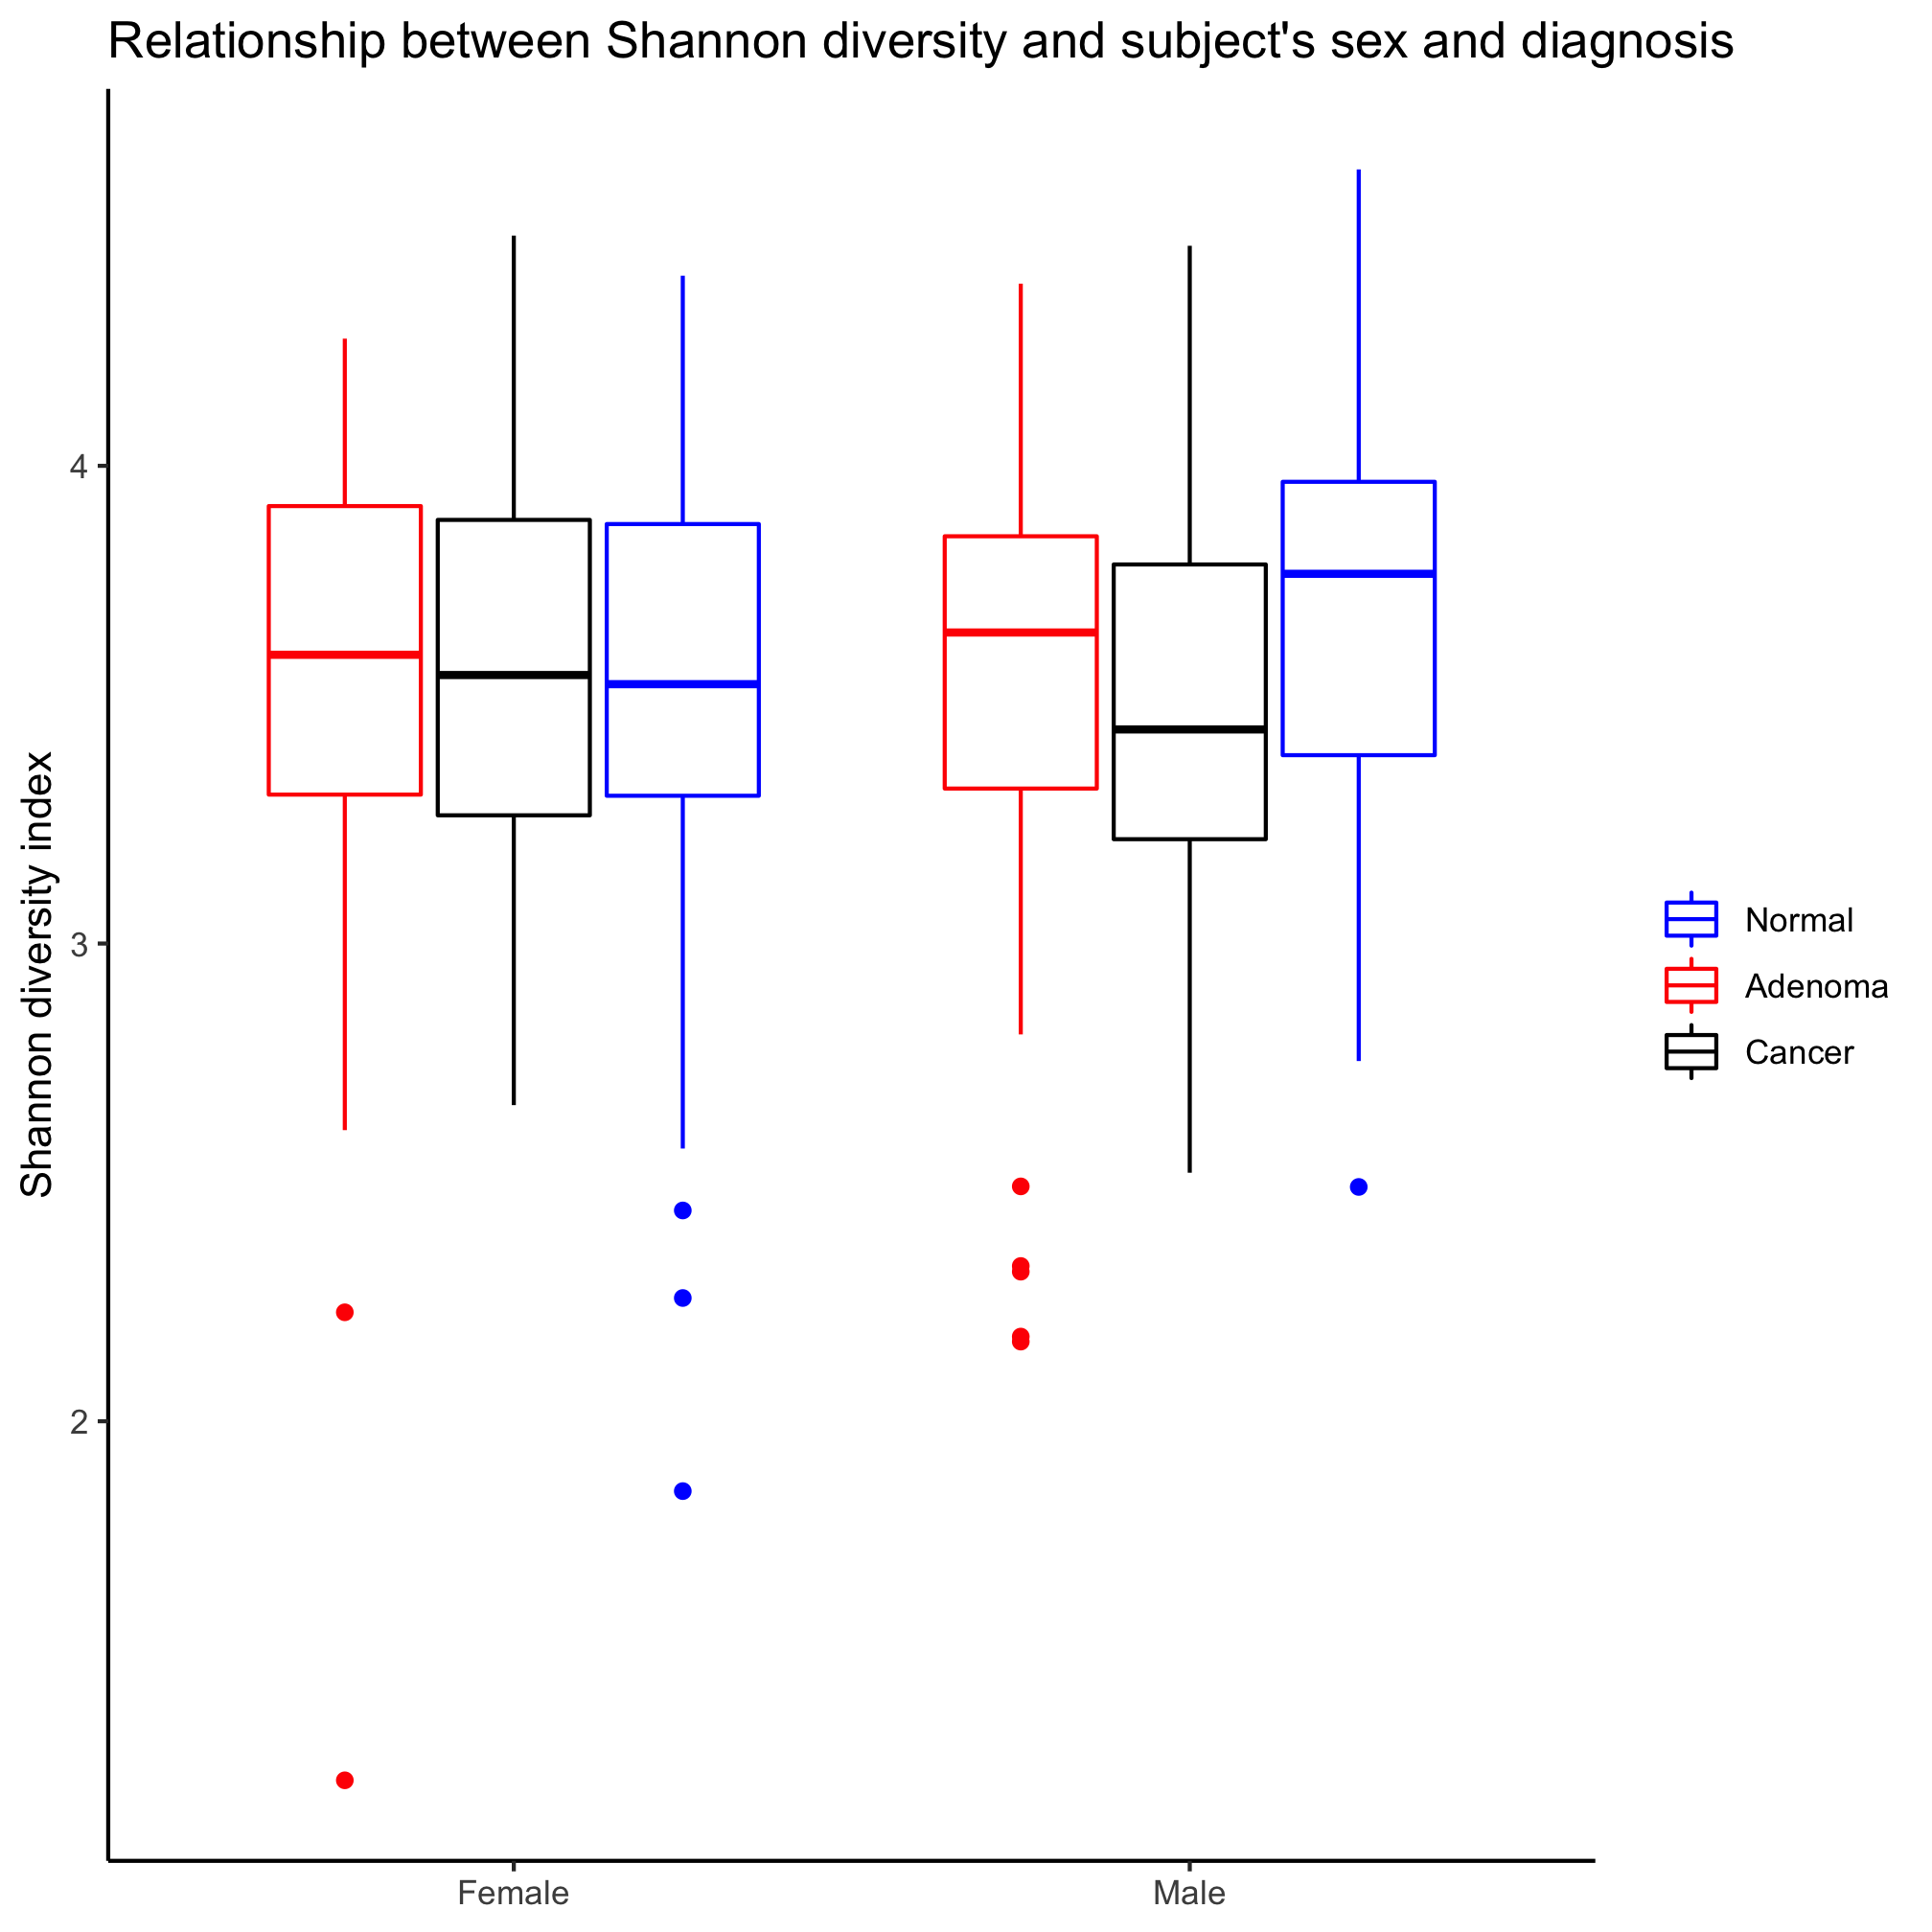 Relationship between Shannon diversity and subject's sex and diagnosis
Shannon diversity index
4
3
2
Female
Male
Normal
Adenoma
Cancer